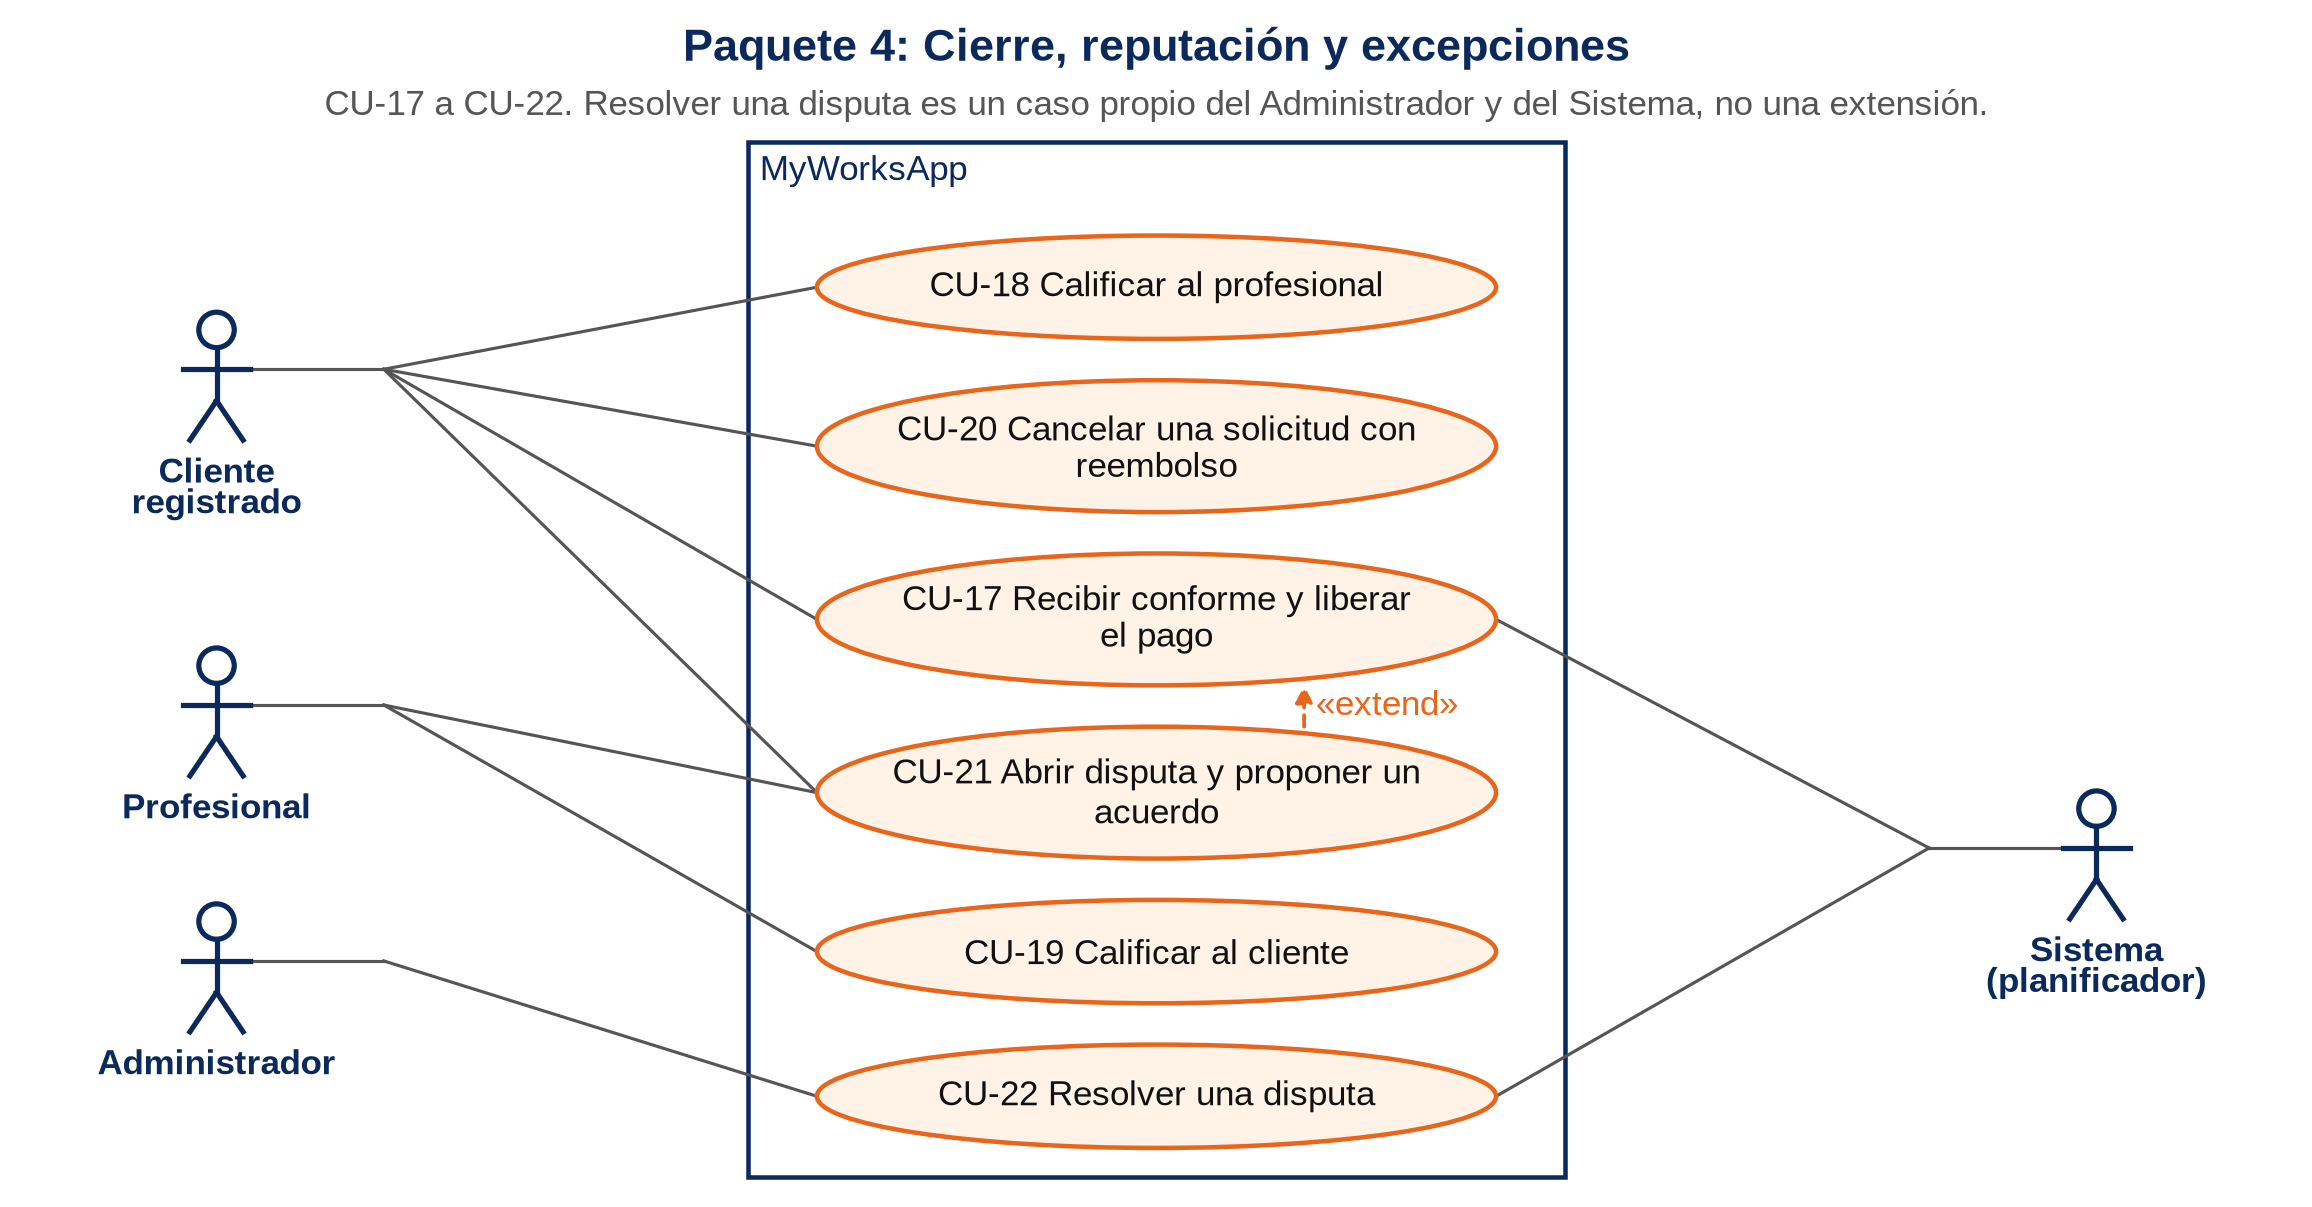 Paquete 4: Cierre, reputación y excepciones
CU-17 a CU-22. Resolver una disputa es un caso propio del Administrador y del Sistema, no una extensión.
MyWorksApp
CU-18 Calificar al profesional
CU-20 Cancelar una solicitud con
reembolso
Cliente
registrado
CU-17 Recibir conforme y liberar
el pago
«extend»
CU-21 Abrir disputa y proponer un
acuerdo
Profesional
CU-19 Calificar al cliente
Sistema
(planificador)
Administrador
CU-22 Resolver una disputa